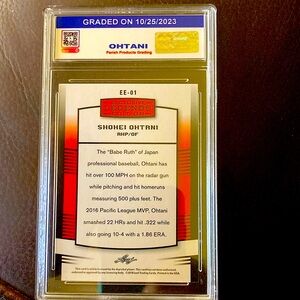 GRADED ON 10/25/2023
OHTANI
Parish Products Grading
EE-01
LEGENDS
SHOHEI OHTANI
RHP/OF
The "Babe Ruth" of Japan
professional baseball, Ohtani has
hit over 100 MPH on the radar gun
while pitching and hit homeruns
measuring 500 plus feet. The
2016 Pacific League MVP, Ohtani
smashed 22 HRs and hit .322 while
also going 10-4 with a 1.86 ERA.
Leaf